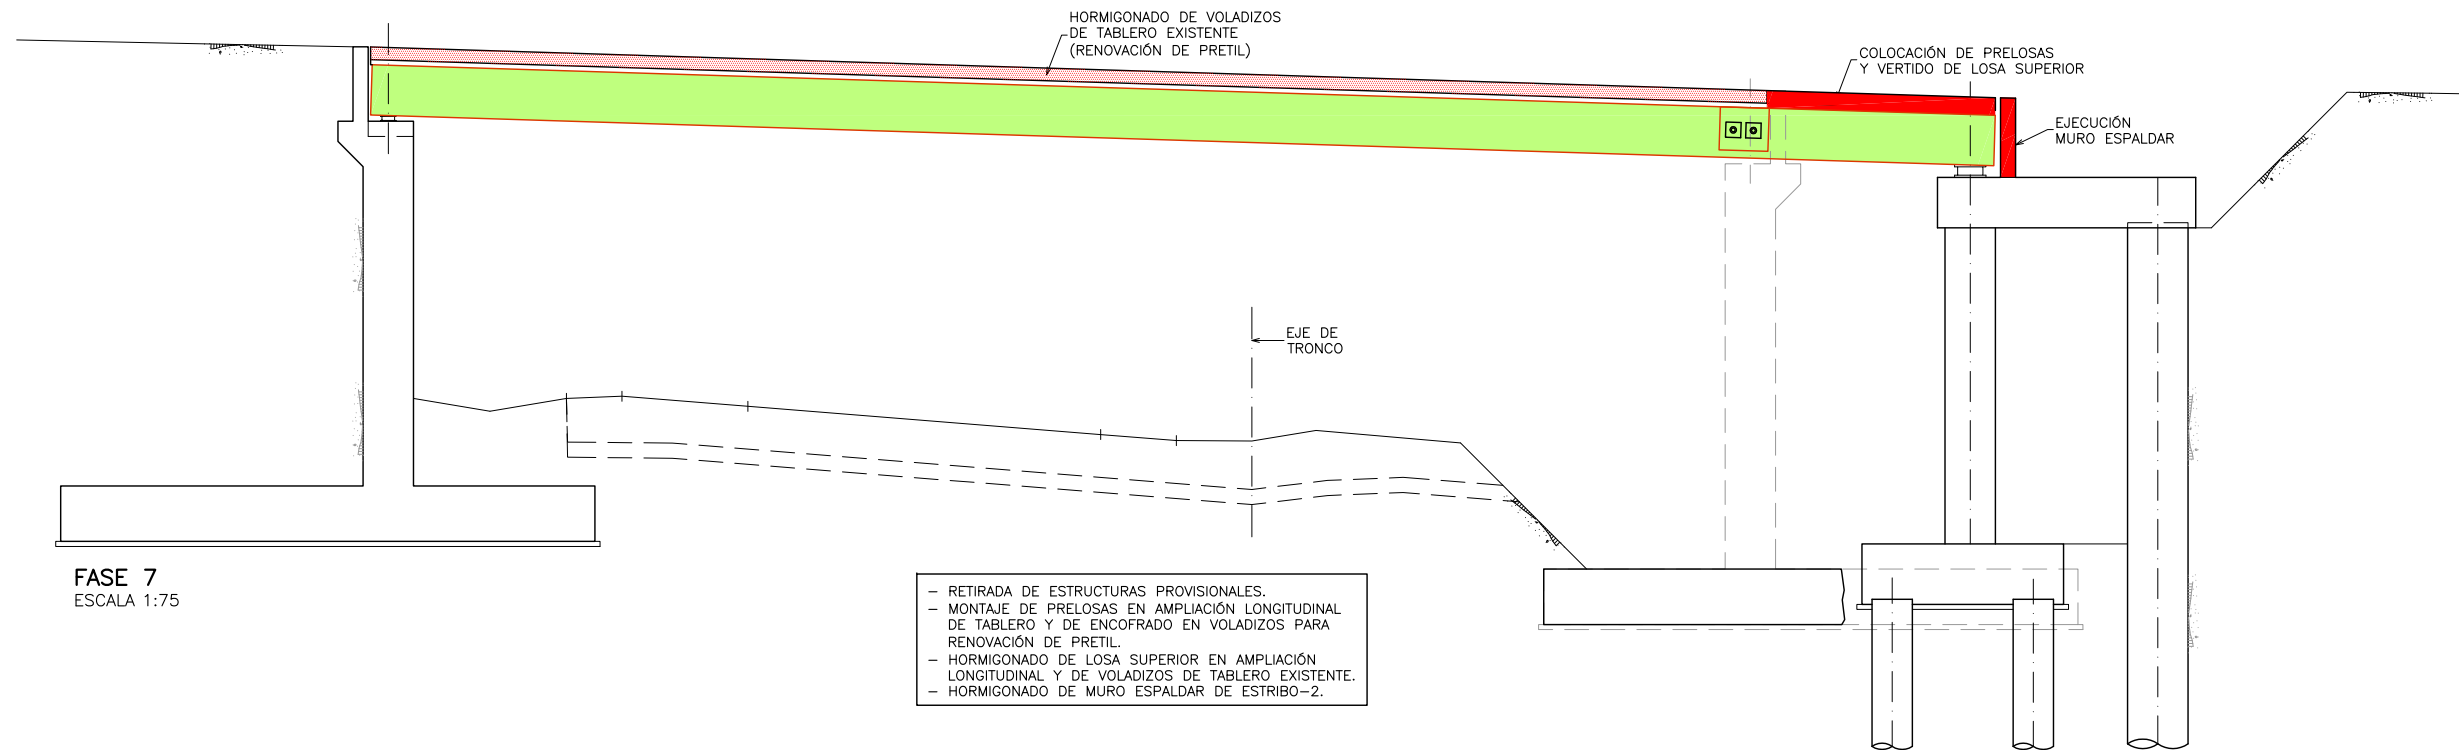 HORMIGONADO DE VOLADIZOS
DE TABLERO EXISTENTE
(RENOVACIÓN DE PRETIL)
COLOCACIÓN DE PRELOSAS
Y VERTIDO DE LOSA SUPERIOR
EJECUCIÓN
MURO ESPALDAR
EJE DE
TRONCO
FASE 7
ESCALA 1:75
– RETIRADA DE ESTRUCTURAS PROVISIONALES.
– MONTAJE DE PRELOSAS EN AMPLIACIÓN LONGITUDINAL
DE TABLERO Y DE ENCOFRADO EN VOLADIZOS PARA
RENOVACIÓN DE PRETIL.
– HORMIGONADO DE LOSA SUPERIOR EN AMPLIACIÓN
LONGITUDINAL Y DE VOLADIZOS DE TABLERO EXISTENTE.
– HORMIGONADO DE MURO ESPALDAR DE ESTRIBO–2.